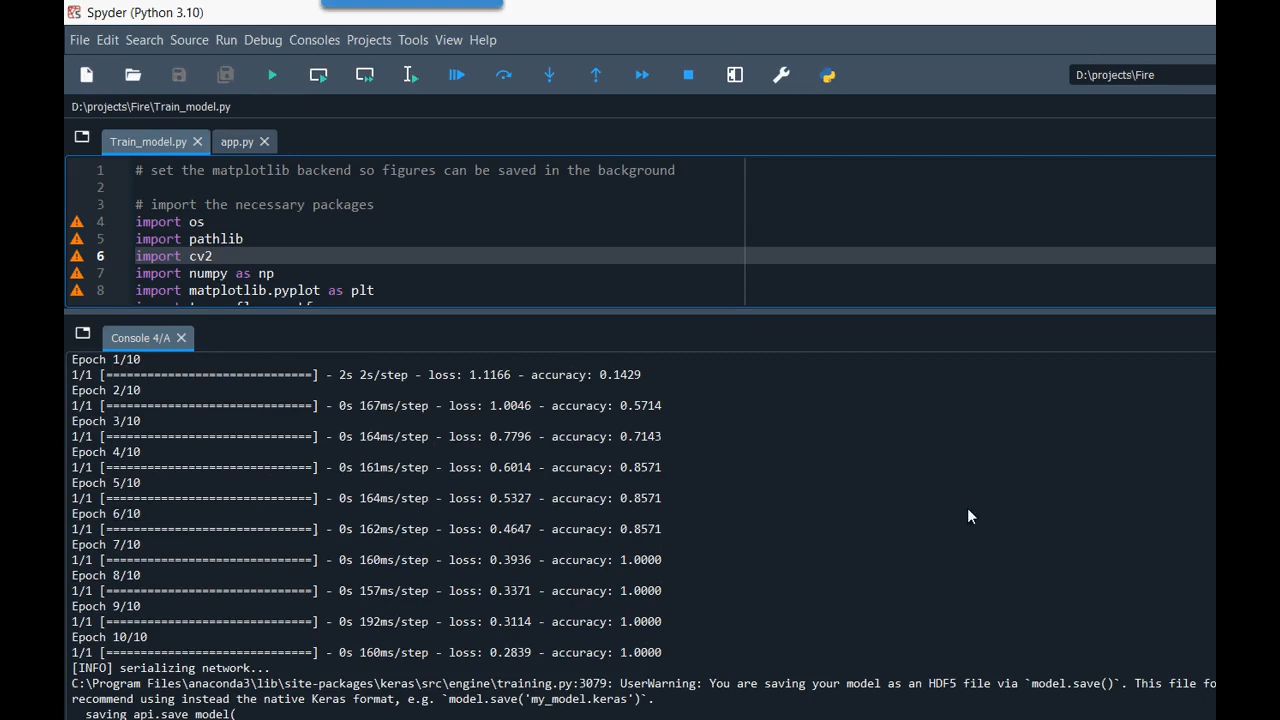 Spyder (Python 3.10)
File Edit Search Source Run Debug Consoles Projects Tools View Help
D:\projects\Fire
D:\projects\Fire\Train_model.py
Train_model.py app.py
1 # set the matplotlib backend so figures can be saved in the background
2
3 # import the necessary packages
4 import os
5 import pathlib
6 import cv2
7 import numpy as np
8 import matplotlib.pyplot as plt
Console 4/A
Epoch 1/10
1/1 [==============================] - 2s 2s/step - loss: 1.1166 - accuracy: 0.1429
Epoch 2/10
1/1 [==============================] - 0s 167ms/step - loss: 1.0046 - accuracy: 0.5714
Epoch 3/10
1/1 [==============================] - 0s 164ms/step - loss: 0.7796 - accuracy: 0.7143
Epoch 4/10
1/1 [==============================] - 0s 161ms/step - loss: 0.6014 - accuracy: 0.8571
Epoch 5/10
1/1 [==============================] - 0s 164ms/step - loss: 0.5327 - accuracy: 0.8571
Epoch 6/10
1/1 [==============================] - 0s 162ms/step - loss: 0.4647 - accuracy: 0.8571
Epoch 7/10
1/1 [==============================] - 0s 160ms/step - loss: 0.3936 - accuracy: 1.0000
Epoch 8/10
1/1 [==============================] - 0s 157ms/step - loss: 0.3371 - accuracy: 1.0000
Epoch 9/10
1/1 [==============================] - 0s 192ms/step - loss: 0.3114 - accuracy: 1.0000
Epoch 10/10
1/1 [==============================] - 0s 160ms/step - loss: 0.2839 - accuracy: 1.0000
[INFO] serializing network...
C:\Program Files\anaconda3\lib\site-packages\keras\src\engine\training.py:3079: UserWarning: You are saving your model as an HDF5 file via `model.save()`. This file fo
recommend using instead the native Keras format, e.g. `model.save('my_model.keras')`.
saving_api.save_model(